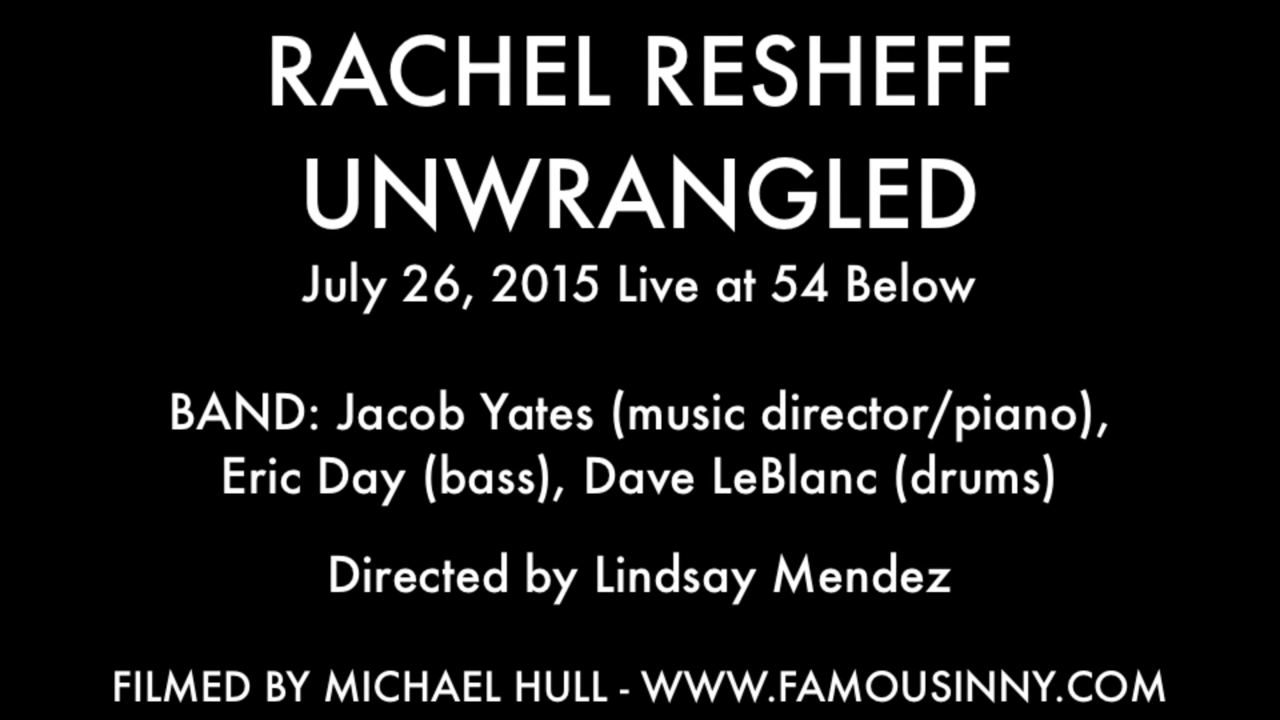 RACHEL RESHEFF
UNWRANGLED
July 26, 2015 Live at 54 Below
BAND: Jacob Yates (music director/piano),
Eric Day (bass), Dave LeBlanc (drums)
Directed by Lindsay Mendez
FILMED BY MICHAEL HULL - WWW.FAMOUSINNY.COM